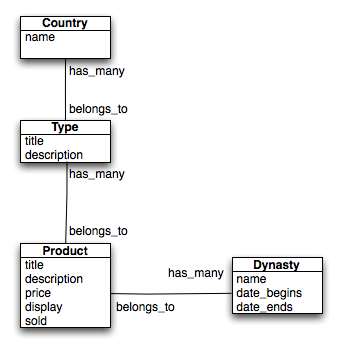 Country
name
has_many
belongs_to
Type
title
description
has_many
belongs_to
Product
title
description
price
display
sold
has_many
belongs_to
Dynasty
name
date_begins
date_ends